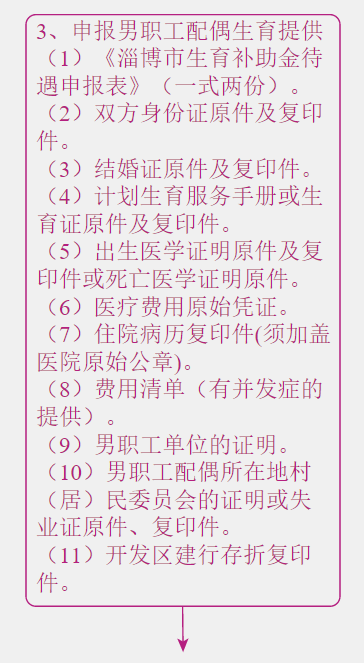 3、申报男职工配偶生育提供
（1）《淄博市生育补助金待
遇申报表》（一式两份）。
（2）双方身份证原件及复印
件。
（3）结婚证原件及复印件。
（4）计划生育服务手册或生
育证原件及复印件。
（5）出生医学证明原件及复
印件或死亡医学证明原件。
（6）医疗费用原始凭证。
（7）住院病历复印件(须加盖
医院原始公章)。
（8）费用清单（有并发症的
提供）。
（9）男职工单位的证明。
（10）男职工配偶所在地村
（居）民委员会的证明或失
业证原件、复印件。
（11）开发区建行存折复印
件。